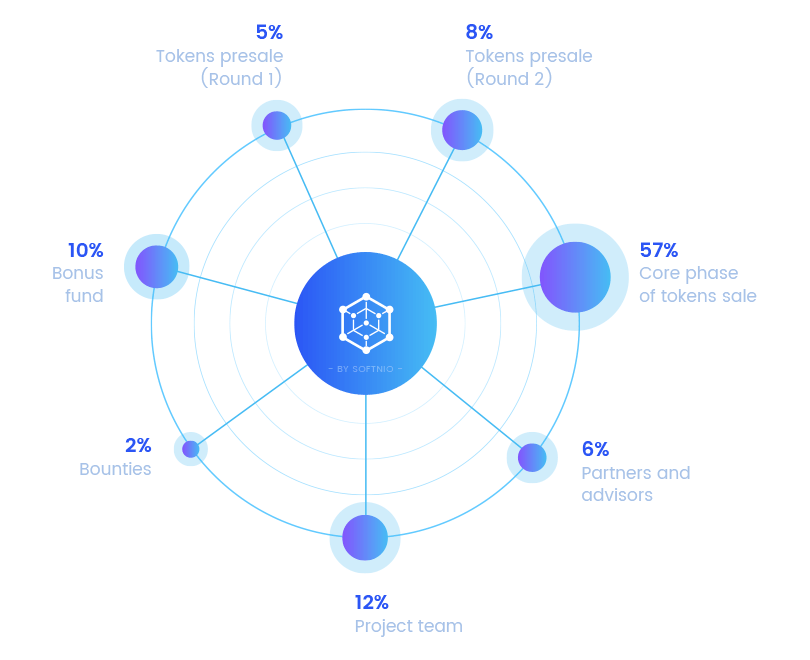 5%
Tokens presale
(Round 1)
8%
Tokens presale
(Round 2)
10%
Bonus
fund
57%
Core phase
of tokens sale
~ BY SOFTNIO ~
2%
Bounties
6%
Partners and
advisors
12%
Project team